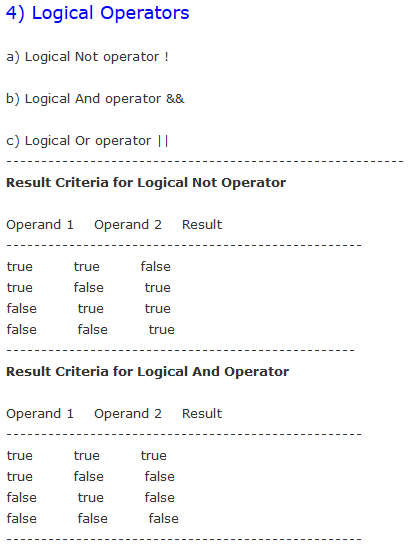 4) Logical Operators
a) Logical Not operator !
b) Logical And operator &&
c) Logical Or operator ||
---------------------------------------------------------
Result Criteria for Logical Not Operator
Operand 1 Operand 2 Result
---------------------------------------------------
true true false
true false true
false true true
false false true
--------------------------------------------------
Result Criteria for Logical And Operator
Operand 1 Operand 2 Result
---------------------------------------------------
true true true
true false false
false true false
false false false
---------------------------------------------------